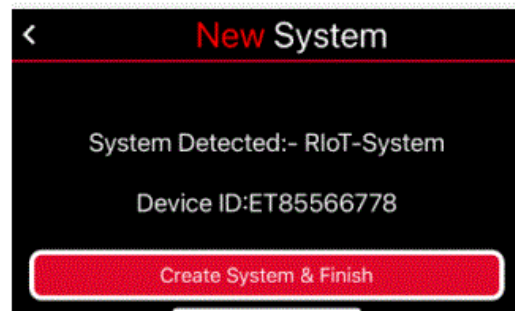 New System
System Detected:- RIoT-System
Device ID:ET85566778
Create System & Finish